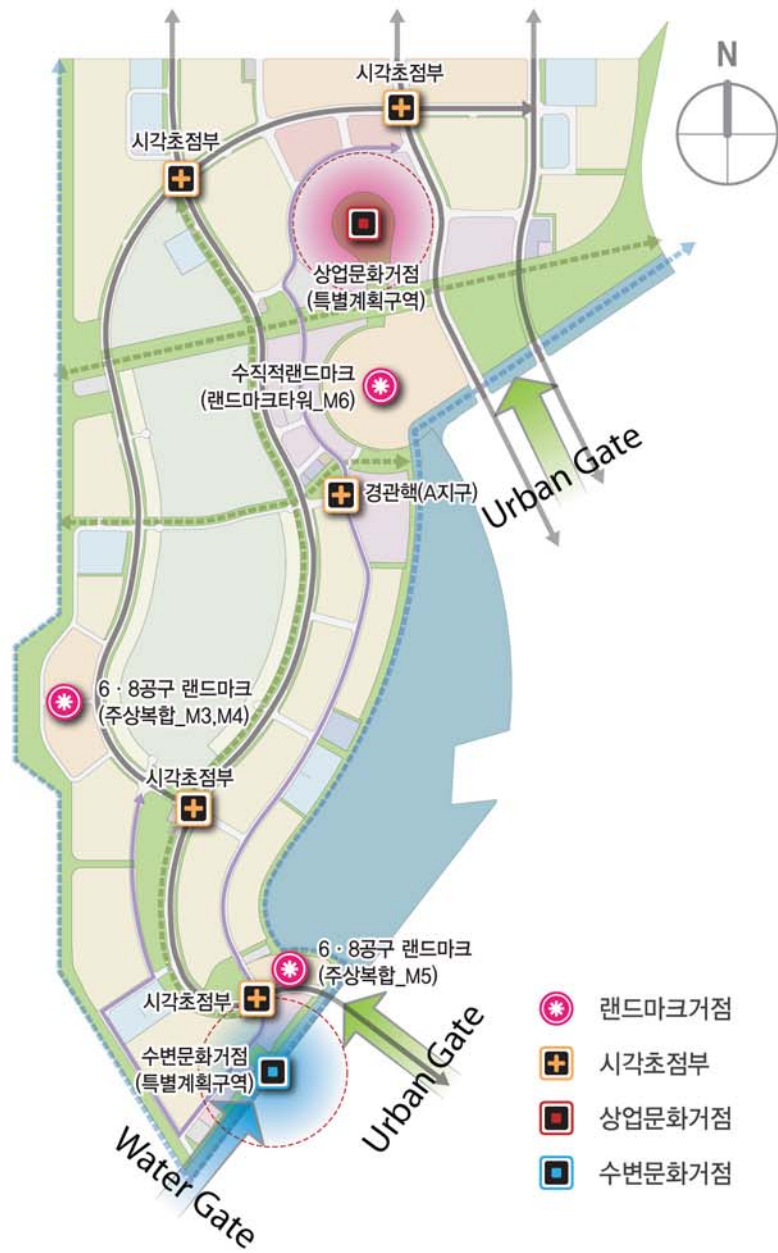 N
시각초점부
시각초점부
상업문화거점
(특별계획구역)
수직적랜드마크
(랜드마크타워_M6)
Urban Gate
경관핵(A지구)
6 · 8공구 랜드마크
(주상복합_M3,M4)
시각초점부
6 · 8공구 랜드마크
(주상복합_M5)
시각초점부
수변문화거점
(특별계획구역)
Urban Gate
Water Gate
랜드마크거점
시각초점부
상업문화거점
수변문화거점